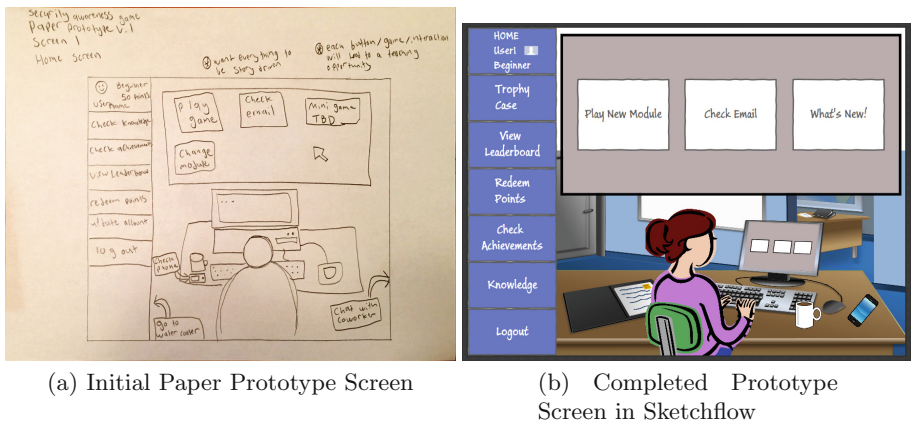 security awareness game
Paper Prototype v.1
Screen 1
Home Screen
want everything to
be story driven
each button/game/interaction
will lead to a teaching
opportunity
Beginner
50 points
username
Check knowledge
Check achievements
view leaderboard
redeem points
update
log out
play
game
Check
email
mini game
TBD
Change
module
Check
phone
go to
water cooler
Chat with
coworker
HOME
User1
Beginner
Trophy
Case
View
Leaderboard
Redeem
Points
Check
Achievements
Knowledge
Logout
Play New Module
Check Email
What's New!
(a) Initial Paper Prototype Screen
(b) Completed Prototype
Screen in Sketchflow